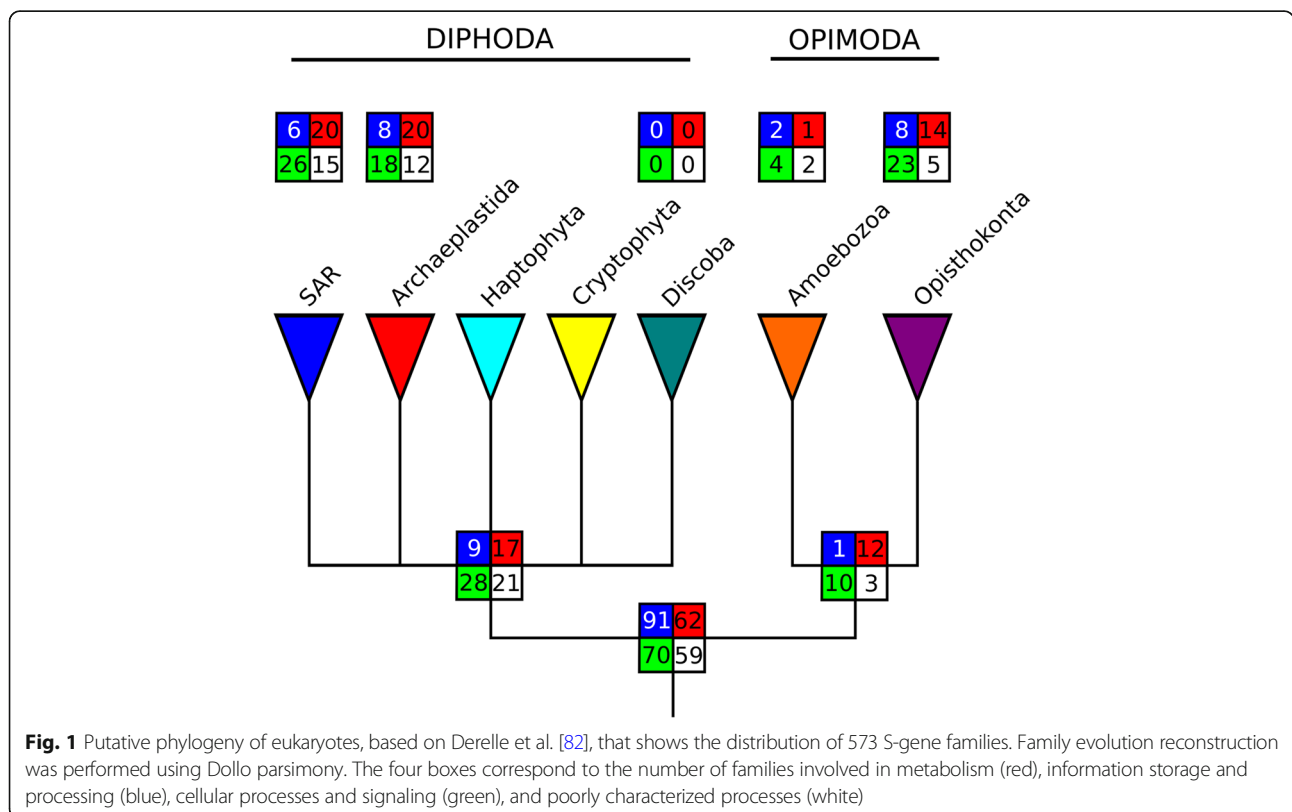 DIPHODA OPIMODA
6 20 8 20 0 0 2 1 8 14
26 15 18 12 0 0 4 2 23 5
SAR Archaeplastida Haptophyta Cryptophyta Discoba Amoebozoa Opisthokonta
9 17 1 12
28 21 10 3
91 62
70 59
Fig. 1 Putative phylogeny of eukaryotes, based on Derelle et al. [82], that shows the distribution of 573 S-gene families. Family evolution reconstruction
was performed using Dollo parsimony. The four boxes correspond to the number of families involved in metabolism (red), information storage and
processing (blue), cellular processes and signaling (green), and poorly characterized processes (white)